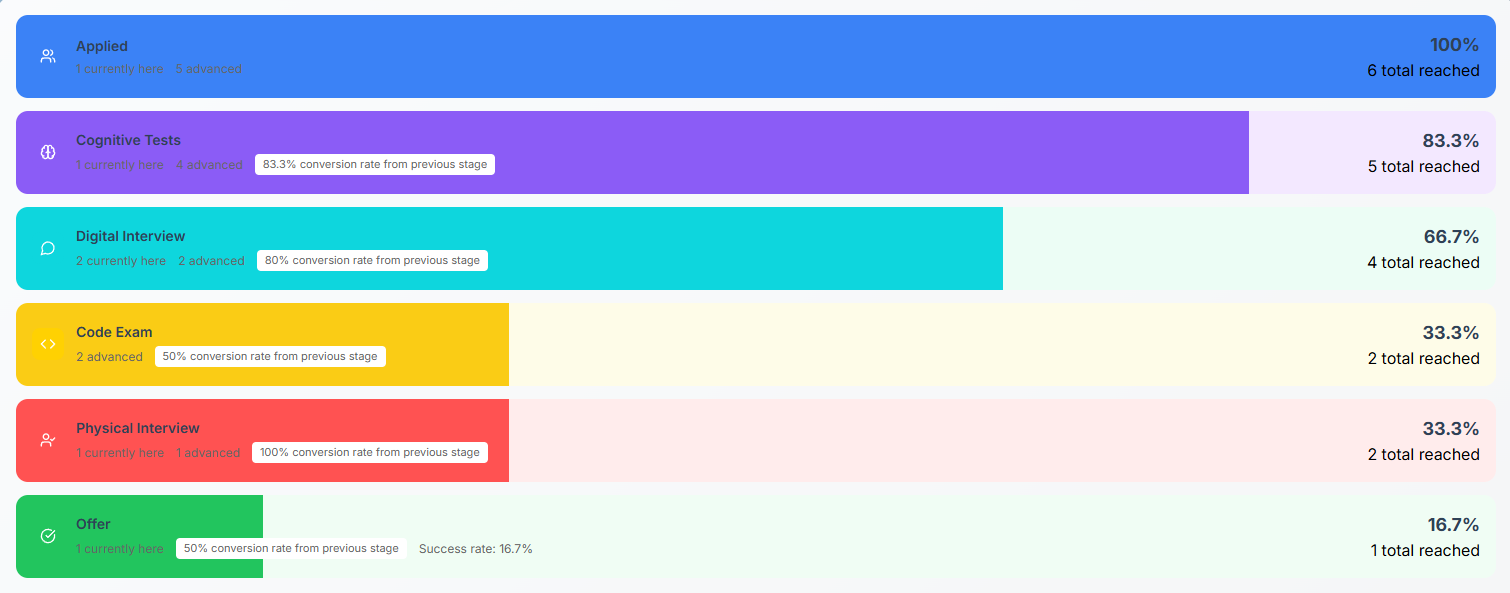 Applied
100%
1 currently here 5 advanced
6 total reached
Cognitive Tests
83.3%
1 currently here 4 advanced 83.3% conversion rate from previous stage
5 total reached
Digital Interview
66.7%
2 currently here 2 advanced 80% conversion rate from previous stage
4 total reached
Code Exam
33.3%
2 advanced 50% conversion rate from previous stage
2 total reached
Physical Interview
33.3%
1 currently here 1 advanced 100% conversion rate from previous stage
2 total reached
Offer
16.7%
1 currently here 50% conversion rate from previous stage Success rate: 16.7%
1 total reached